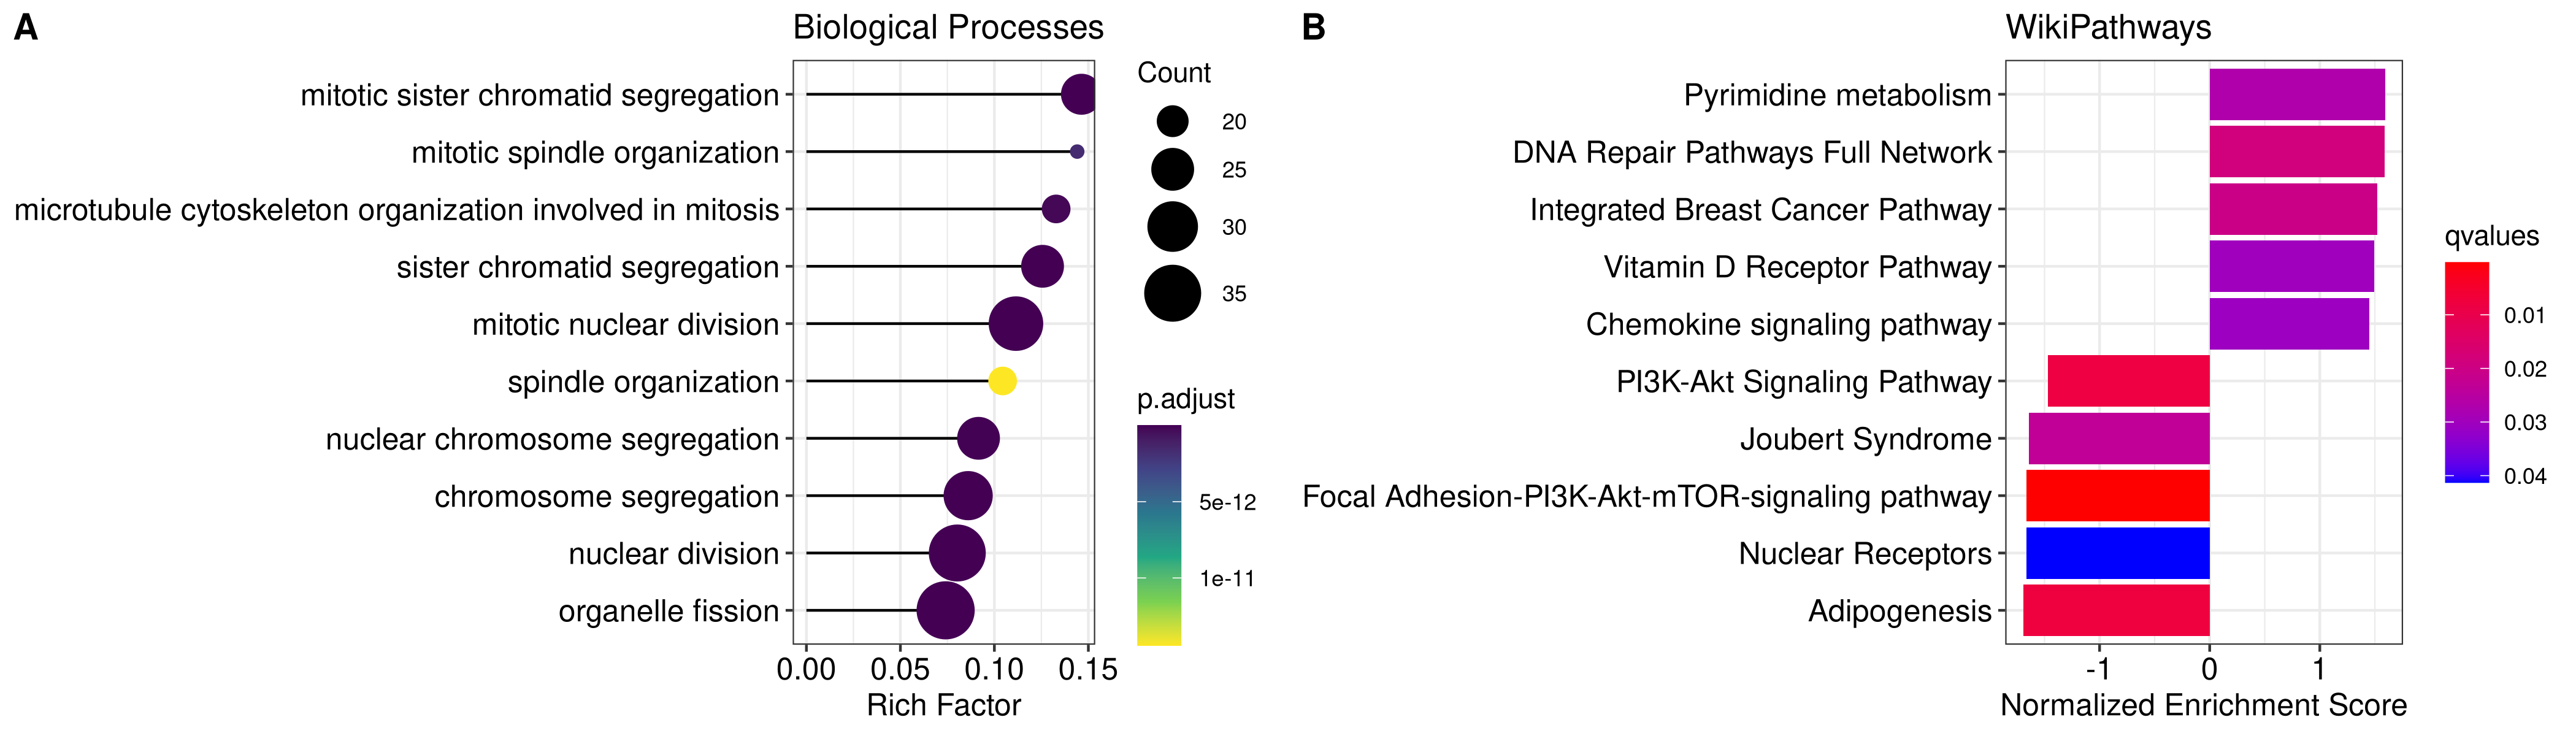 A
Biological Processes
mitotic sister chromatid segregation
mitotic spindle organization
microtubule cytoskeleton organization involved in mitosis
sister chromatid segregation
mitotic nuclear division
spindle organization
nuclear chromosome segregation
chromosome segregation
nuclear division
organelle fission
0.00 0.05 0.10 0.15
Rich Factor
Count
20
25
30
35
p.adjust
5e-12
1e-11
B
WikiPathways
Pyrimidine metabolism
DNA Repair Pathways Full Network
Integrated Breast Cancer Pathway
Vitamin D Receptor Pathway
Chemokine signaling pathway
PI3K-Akt Signaling Pathway
Joubert Syndrome
Focal Adhesion-PI3K-Akt-mTOR-signaling pathway
Nuclear Receptors
Adipogenesis
-1 0 1
Normalized Enrichment Score
qvalues
0.01
0.02
0.03
0.04